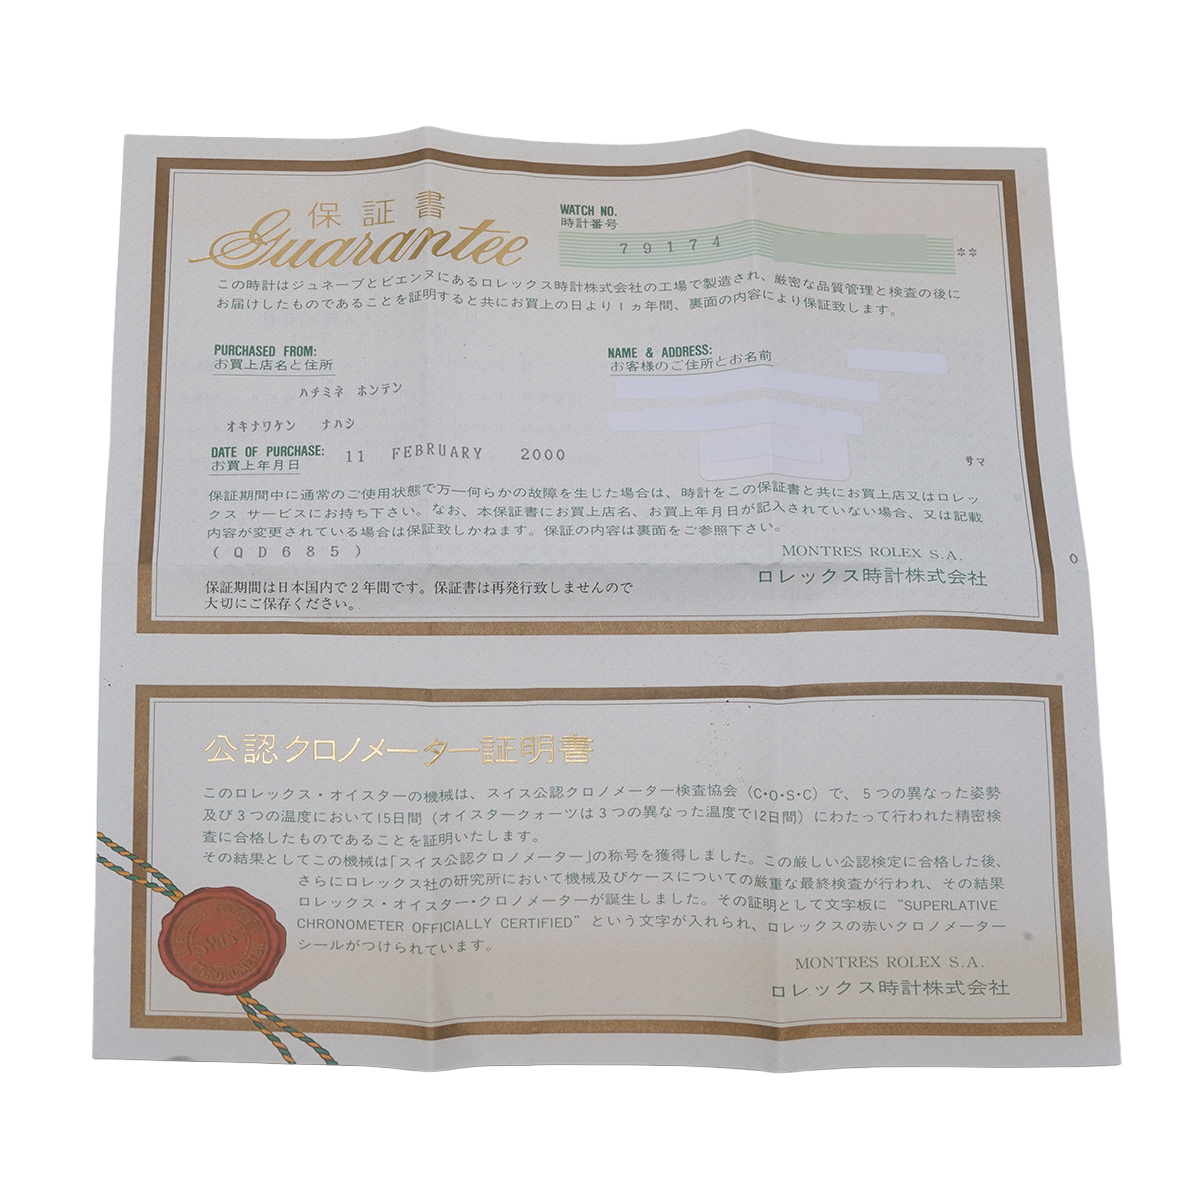 保証書
Guarantee
WATCH NO.
時計番号
79174
**
この時計はジュネーブとビエンヌにあるロレックス時計株式会社の工場で製造され、厳密な品質管理と検査の後に
お届けしたものであることを証明すると共にお買上の日より1ヵ年間、裏面の内容により保証致します。
PURCHASED FROM:
お買上店名と住所
ハチミネ ホンテン
オキナワケン ナハシ
NAME & ADDRESS:
お客様のご住所とお名前
サマ
DATE OF PURCHASE:
お買上年月日
11 FEBRUARY 2000
保証期間中に通常のご使用状態で万一何らかの故障を生じた場合は、時計をこの保証書と共にお買上店又はロレッ
クス サービスにお持ち下さい。なお、本保証書にお買上店名、お買上年月日が記入されていない場合、又は記載
内容が変更されている場合は保証致しかねます。保証の内容は裏面をご参照下さい。
(QD685)
MONTRES ROLEX S.A.
ロレックス時計株式会社
0
保証期間は日本国内で2年間です。保証書は再発行致しませんので
大切にご保存ください。
公認クロノメーター証明書
このロレックス・オイスターの機械は、スイス公認クロノメーター検査協会(C・O・S・C)で、5つの異なった姿勢
及び3つの温度において15日間(オイスタークォーツは3つの異なった温度で12日間)にわたって行われた精密検
査に合格したものであることを証明いたします。
その結果としてこの機械は「スイス公認クロノメーター」の称号を獲得しました。この厳しい公認検定に合格した後、
さらにロレックス社の研究所において機械及びケースについての厳重な最終検査が行われ、その結果
ロレックス・オイスター・クロノメーターが誕生しました。その証明として文字板に “SUPERLATIVE
CHRONOMETER OFFICIALLY CERTIFIED” という文字が入れられ、ロレックスの赤いクロノメーター
シールがつけられています。
SWISS
CHRONOMETER
MONTRES ROLEX S.A.
ロレックス時計株式会社